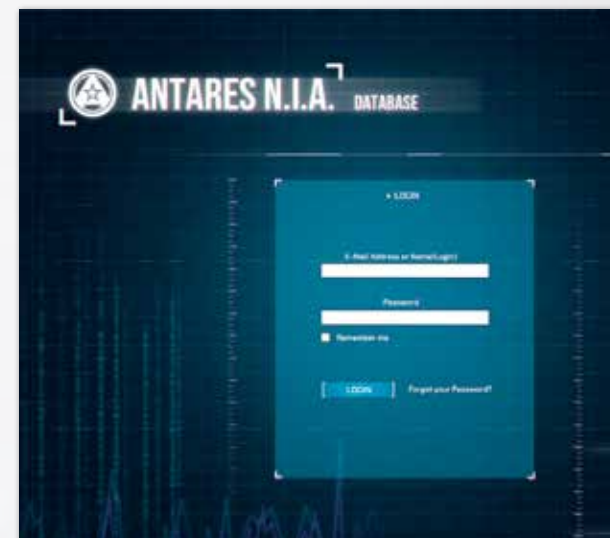 ANTARES N.I.A. DATABASE
LOGIN
E-Mail Address or Name(Login)
Password
Remember me
LOGIN
Forgot your Password?